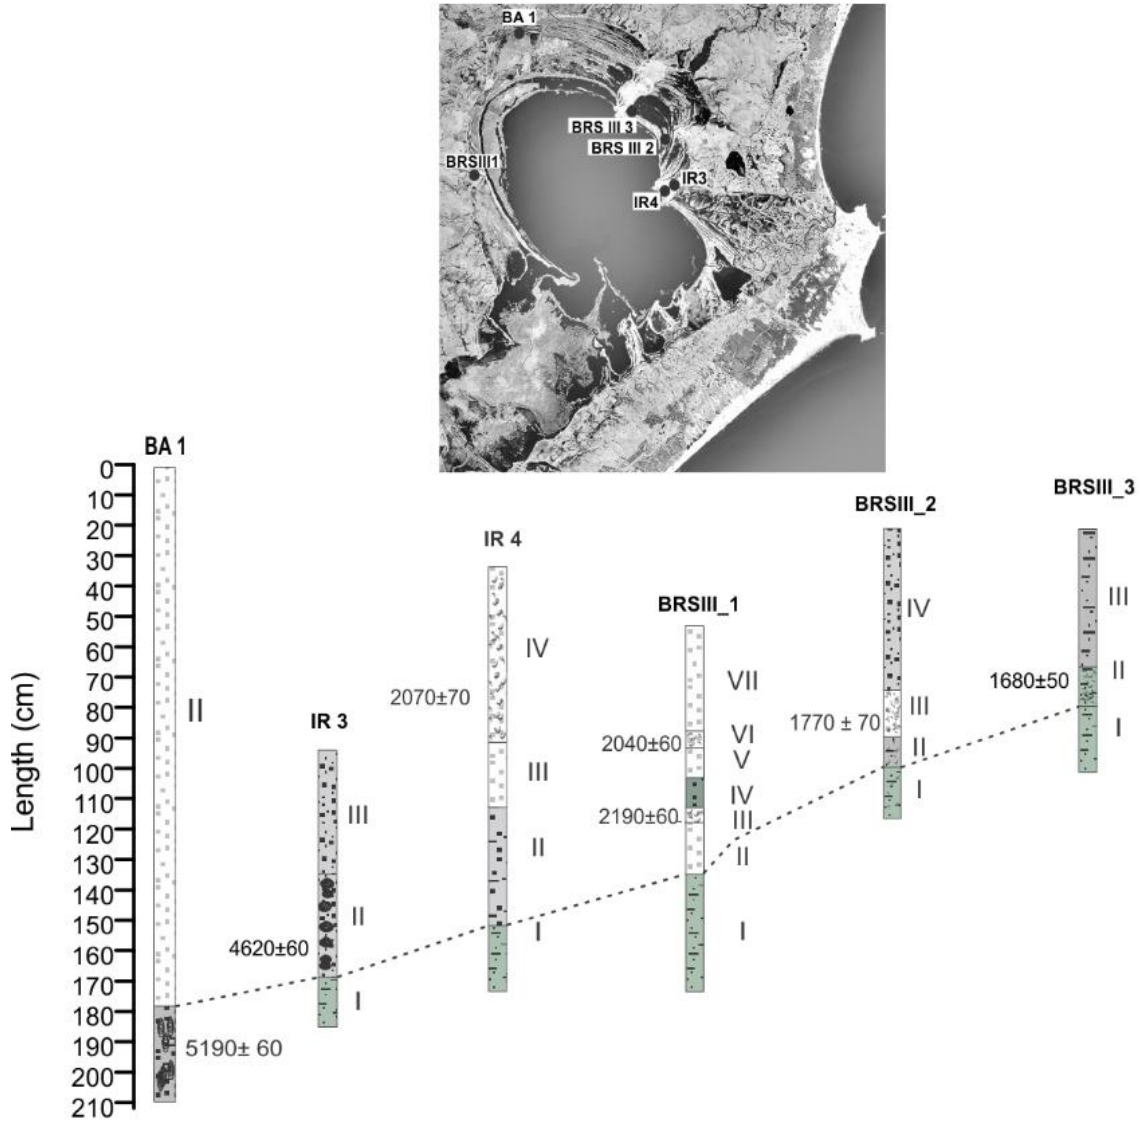 BA 1
BRS III 3
BRS III 2
BRSIII1
IR3
IR4
BA 1
0
10
20
30
40
50
60
70
80
90
100
110
120
130
140
150
160
170
180
190
200
210
Length (cm)
II
5190± 60
IR 3
III
II
4620±60
I
IR 4
IV
2070±70
III
II
I
BRSIII_1
VII
VI
2040±60
V
IV
2190±60
III
II
I
BRSIII_2
IV
1770 ± 70
III
II
I
BRSIII_3
III
II
1680±50
I